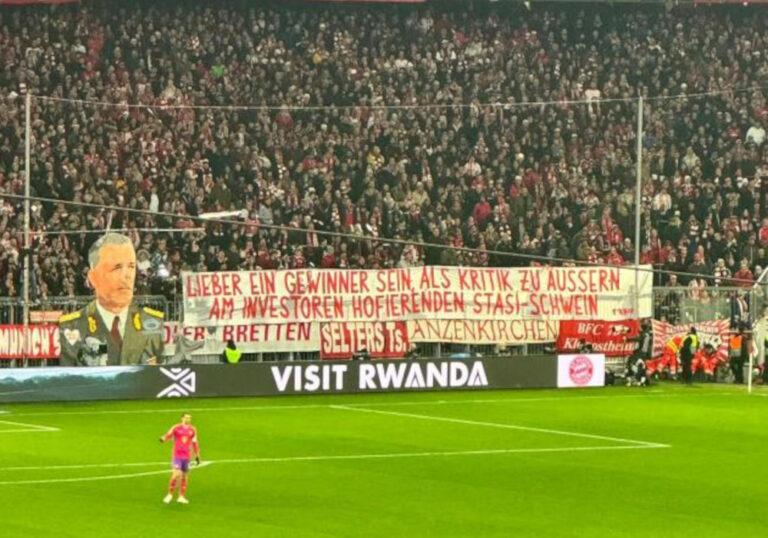 LIEBER EIN GEWINNER SEIN, ALS KRITIK ZU ÄUSSERN
AM INVESTOREN HOFIERENDEN STASI-SCHWEIN
MUNICH'S
BRETTEN
SELTERS TS.
ANZENKIRCHEN
BFC
VISIT RWANDA